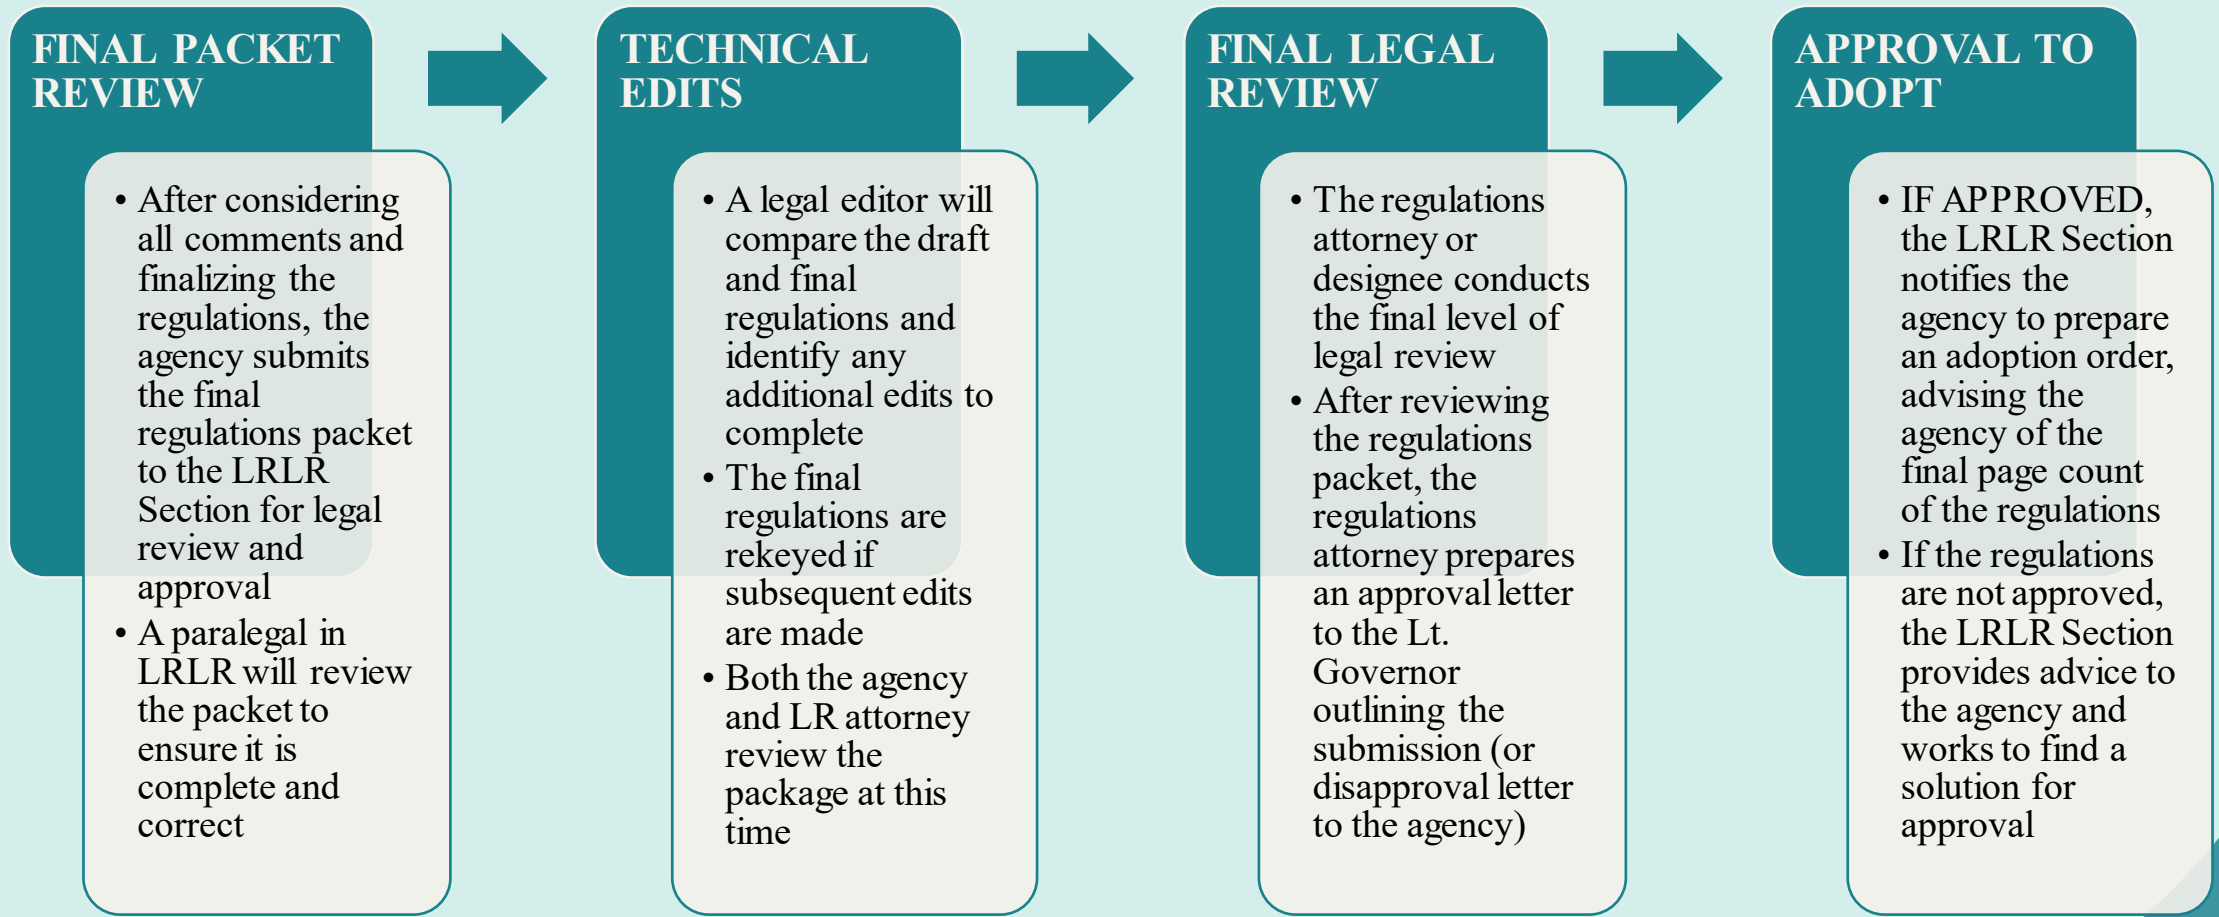 FINAL PACKET
REVIEW
• After considering
all comments and
finalizing the
regulations, the
agency submits
the final
regulations packet
to the LRLR
Section for legal
review and
approval
• A paralegal in
LRLR will review
the packet to
ensure it is
complete and
correct
TECHNICAL
EDITS
• A legal editor will
compare the draft
and final
regulations and
identify any
additional edits to
complete
• The final
regulations are
rekeyed if
subsequent edits
are made
• Both the agency
and LR attorney
review the
package at this
time
FINAL LEGAL
REVIEW
• The regulations
attorney or
designee conducts
the final level of
legal review
• After reviewing
the regulations
packet, the
regulations
attorney prepares
an approval letter
to the Lt.
Governor
outlining the
submission (or
disapproval letter
to the agency)
APPROVAL TO
ADOPT
• IF APPROVED,
the LRLR Section
notifies the
agency to prepare
an adoption order,
advising the
agency of the
final page count
of the regulations
• If the regulations
are not approved,
the LRLR Section
provides advice to
the agency and
works to find a
solution for
approval